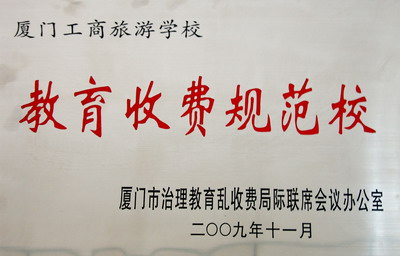 厦门工商旅游学校
教育收费规范校
厦门市治理教育乱收费局际联席会议办公室
二〇〇九年十一月